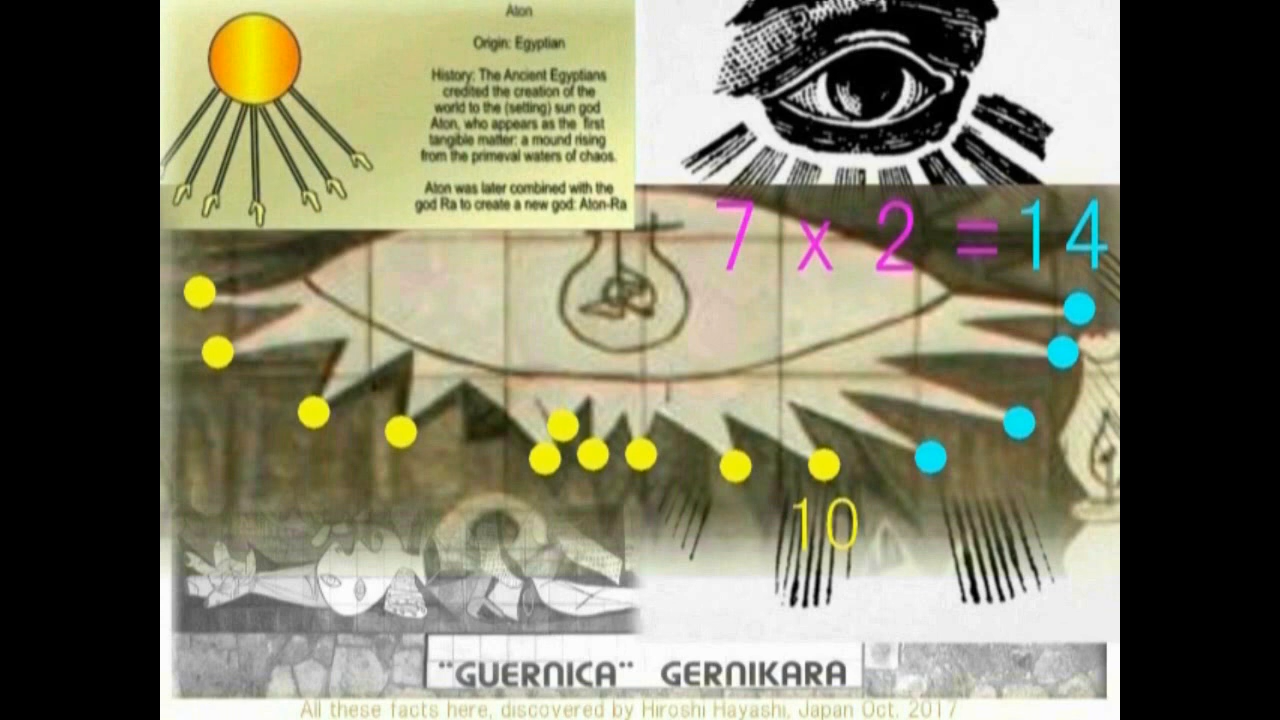 Aton
Origin: Egyptian
History: The Ancient Egyptians
credited the creation of the
world to the (setting) sun god
Aton, who appears as the first
tangible matter: a mound rising
from the primeval waters of chaos.
Aton was later combined with the
god Ra to create a new god: Aton-Ra
7 x 2 = 14
10
"GUERNICA" GERNIKARA
All these facts here, discovered by Hiroshi Hayashi, Japan Oct. 2017